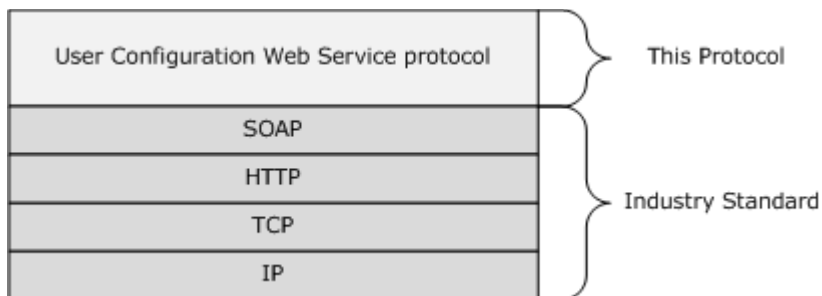 User Configuration Web Service protocol
This Protocol
SOAP
HTTP
TCP
IP
Industry Standard